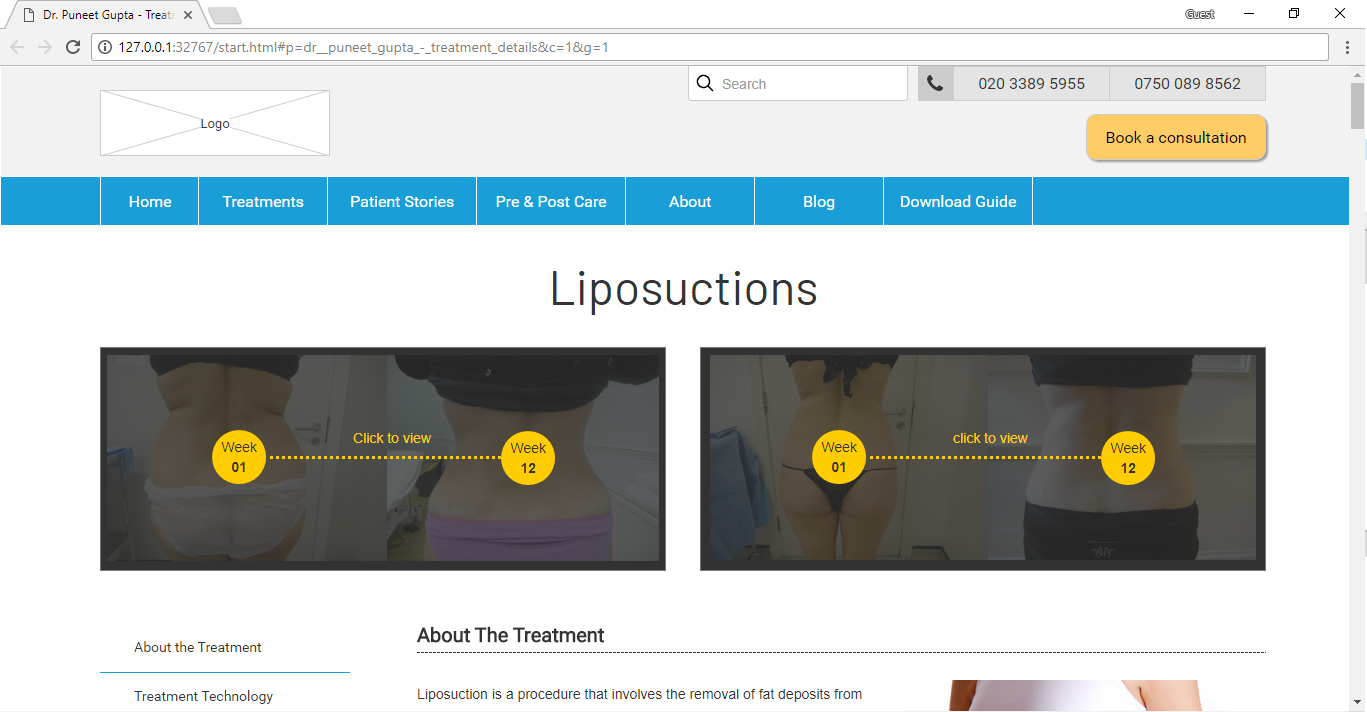 Dr. Puneet Gupta - Treat
Guest
127.0.0.1:32767/start.html#p=dr__puneet_gupta_-_treatment_details&c=1&g=1
Search
020 3389 5955
0750 089 8562
Logo
Book a consultation
Home
Treatments
Patient Stories
Pre & Post Care
About
Blog
Download Guide
Liposuctions
Week
01
Click to view
Week
12
Week
01
click to view
Week
12
About the Treatment
Treatment Technology
About The Treatment
Liposuction is a procedure that involves the removal of fat deposits from